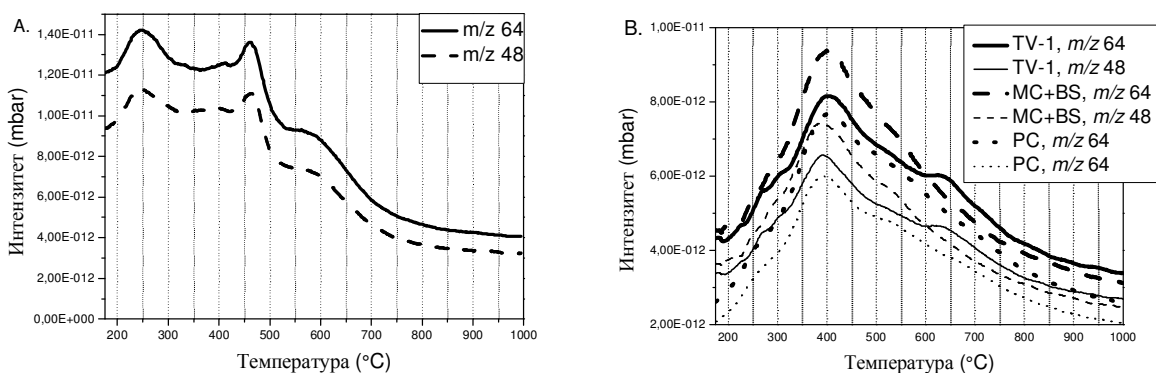 A.
m/z 64
m/z 48
1,40E-011
1,20E-011
1,00E-011
8,00E-012
6,00E-012
4,00E-012
2,00E-012
0,00E+000
Интензитет (mbar)
200 300 400 500 600 700 800 900 1000
Температура (°C)
B.
TV-1, m/z 64
TV-1, m/z 48
MC+BS, m/z 64
MC+BS, m/z 48
PC, m/z 64
PC, m/z 64
1,00E-011
8,00E-012
6,00E-012
4,00E-012
2,00E-012
Интензитет (mbar)
200 300 400 500 600 700 800 900 1000
Температура (°C)